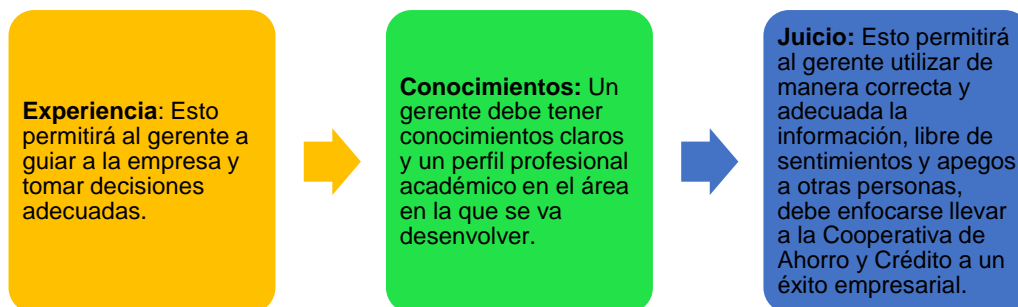 Experiencia: Esto
permitirá al gerente a
guiar a la empresa y
tomar decisiones
adecuadas.
Conocimientos: Un
gerente debe tener
conocimientos claros
y un perfil profesional
académico en el área
en la que se va
desenvolver.
Juicio: Esto permitirá
al gerente utilizar de
manera correcta y
adecuada la
información, libre de
sentimientos y apegos
a otras personas,
debe enfocarse llevar
a la Cooperativa de
Ahorro y Crédito a un
éxito empresarial.